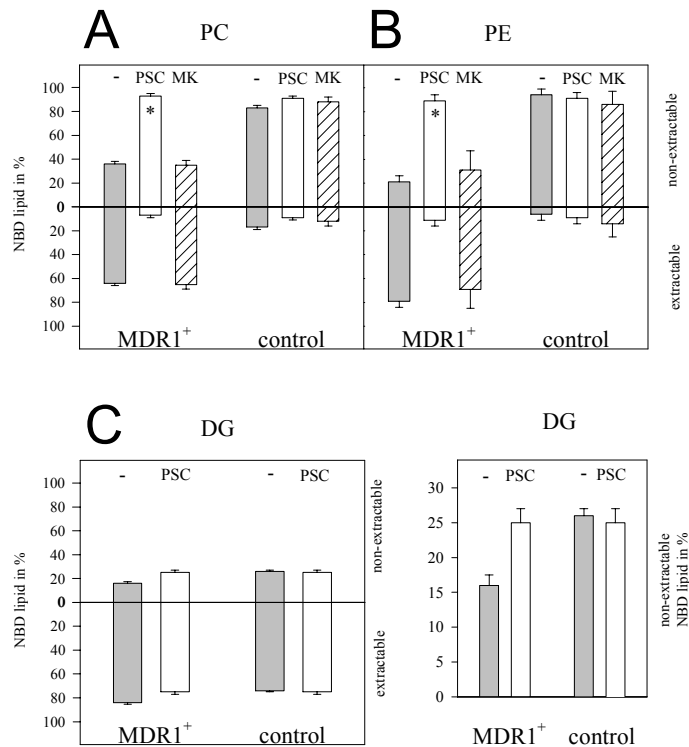 A PC B PE
- PSC MK - PSC MK - PSC MK - PSC MK
100
80
60
40
20
0
20
40
60
80
100
NBD lipid in %
* *
non-extractable
extractable
MDR1+ control MDR1+ control
C DG DG
- PSC - PSC
100
80
60
40
20
0
20
40
60
80
100
NBD lipid in %
non-extractable
extractable
MDR1+ control
- PSC - PSC
30
25
20
15
10
5
0
non-extractable
NBD lipid in %
MDR1+ control